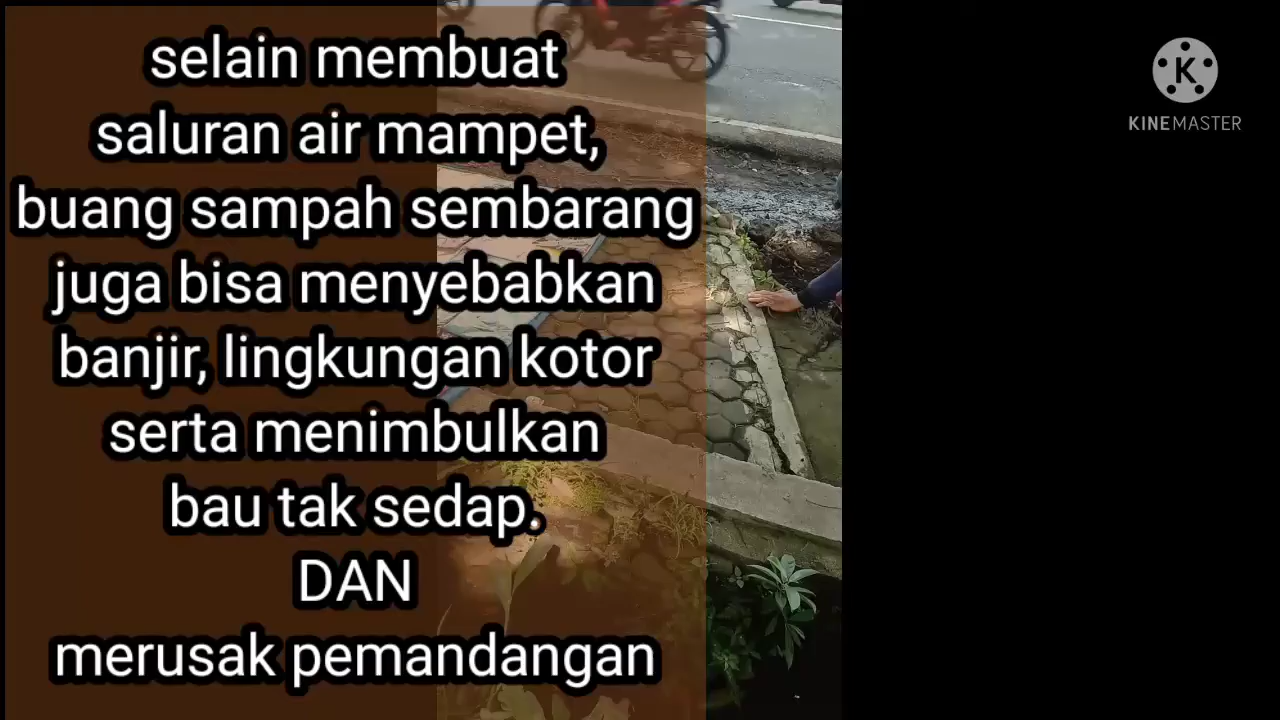 selain membuat
saluran air mampet,
buang sampah sembarang
juga bisa menyebabkan
banjir, lingkungan kotor
serta menimbulkan
bau tak sedap.
DAN
merusak pemandangan
K
KINEMASTER